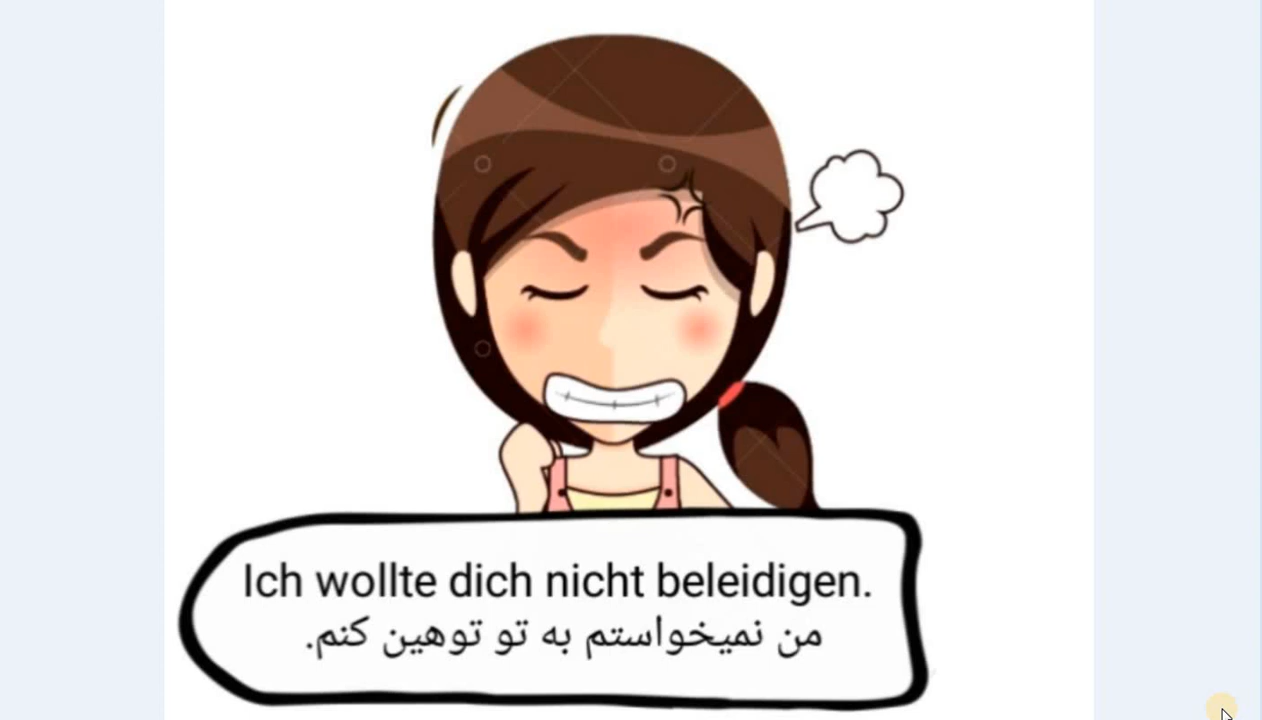 Ich wollte dich nicht beleidigen.
من نمیخواستم به تو توهین کنم.